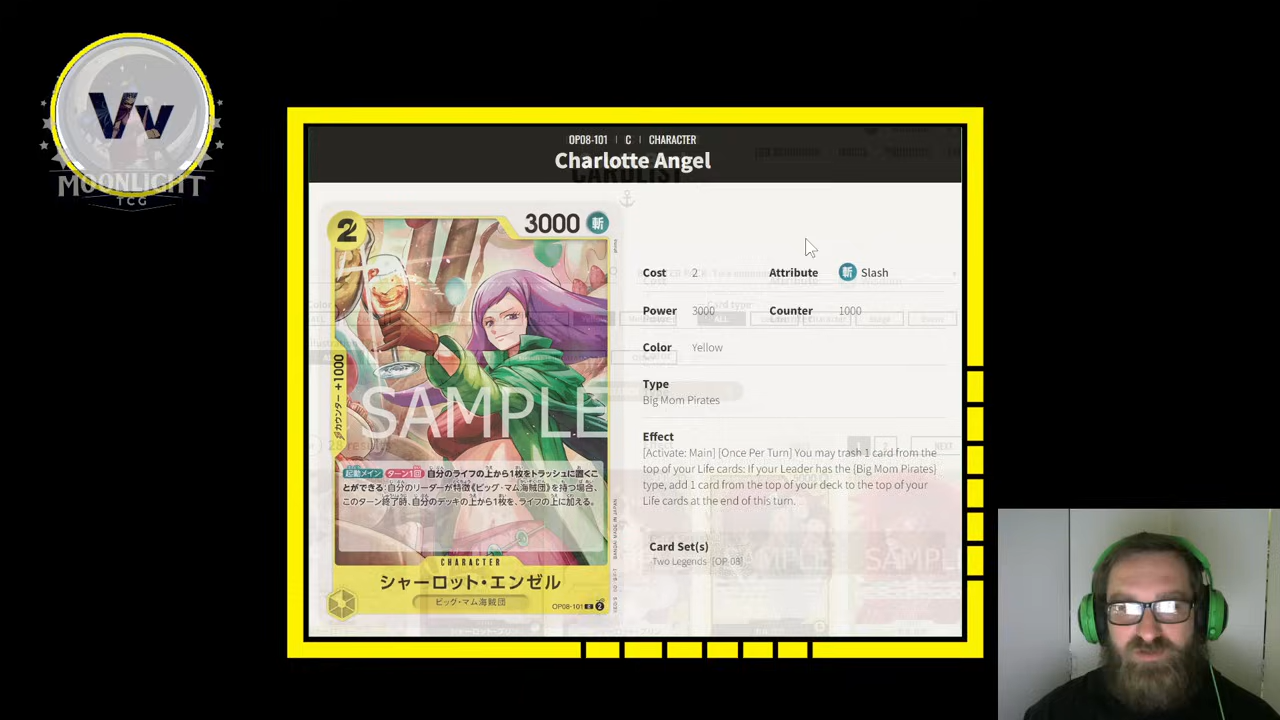 Vv
MOONLIGHT
TCG
OP08-101 | C | CHARACTER
Charlotte Angel
2
3000 斬
カウンター +1000
SAMPLE
起動メイン ターン1回 自分のライフの上から1枚をトラッシュに置くこ
とができる:自分のリーダーが特徴《ビッグ・マム海賊団》を持つ場合、
このターン終了時、自分のデッキの上から1枚を、ライフの上に加える。
CHARACTER
シャーロット・エンゼル
ビッグ・マム海賊団
OP08-101 C 2
Cost 2 Attribute 斬 Slash
Power 3000 Counter 1000
Color Yellow
Type
Big Mom Pirates
Effect
[Activate: Main] [Once Per Turn] You may trash 1 card from the
top of your Life cards: If your Leader has the {Big Mom Pirates}
type, add 1 card from the top of your deck to the top of your
Life cards at the end of this turn.
Card Set(s)
-Two Legends- [OP-08]
CARDLIST
Card type
ALL
NEXT
SAMPLE
SAMPLE